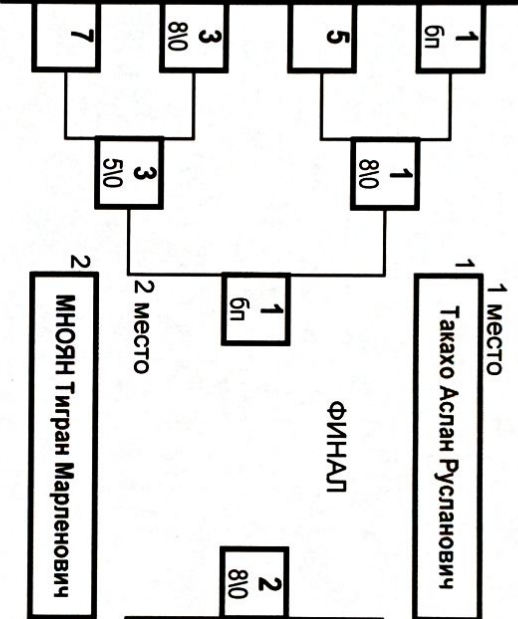 1 место
1
Такахо Аслан Русланович
1
бп
1
8\0
5
ФИНАЛ
1
бп
2
8\0
3
8\0
3
5\0
2 место
7
2
МНОЯН Тигран Марленович